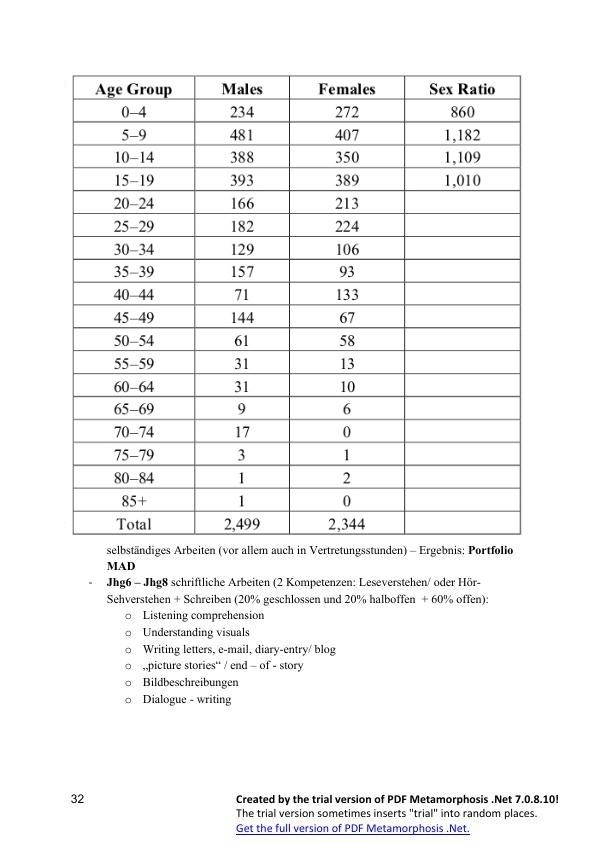 Age Group Males Females Sex Ratio
0–4 234 272 860
5–9 481 407 1,182
10–14 388 350 1,109
15–19 393 389 1,010
20–24 166 213
25–29 182 224
30–34 129 106
35–39 157 93
40–44 71 133
45–49 144 67
50–54 61 58
55–59 31 13
60–64 31 10
65–69 9 6
70–74 17 0
75–79 3 1
80–84 1 2
85+ 1 0
Total 2,499 2,344
selbständiges Arbeiten (vor allem auch in Vertretungsstunden) – Ergebnis: Portfolio
MAD
- Jhg6 – Jhg8 schriftliche Arbeiten (2 Kompetenzen: Leseverstehen/ oder Hör-
Sehverstehen + Schreiben (20% geschlossen und 20% halboffen + 60% offen):
o Listening comprehension
o Understanding visuals
o Writing letters, e-mail, diary-entry/ blog
o „picture stories“ / end – of - story
o Bildbeschreibungen
o Dialogue - writing
32
Created by the trial version of PDF Metamorphosis .Net 7.0.8.10!
The trial version sometimes inserts "trial" into random places.
Get the full version of PDF Metamorphosis .Net.